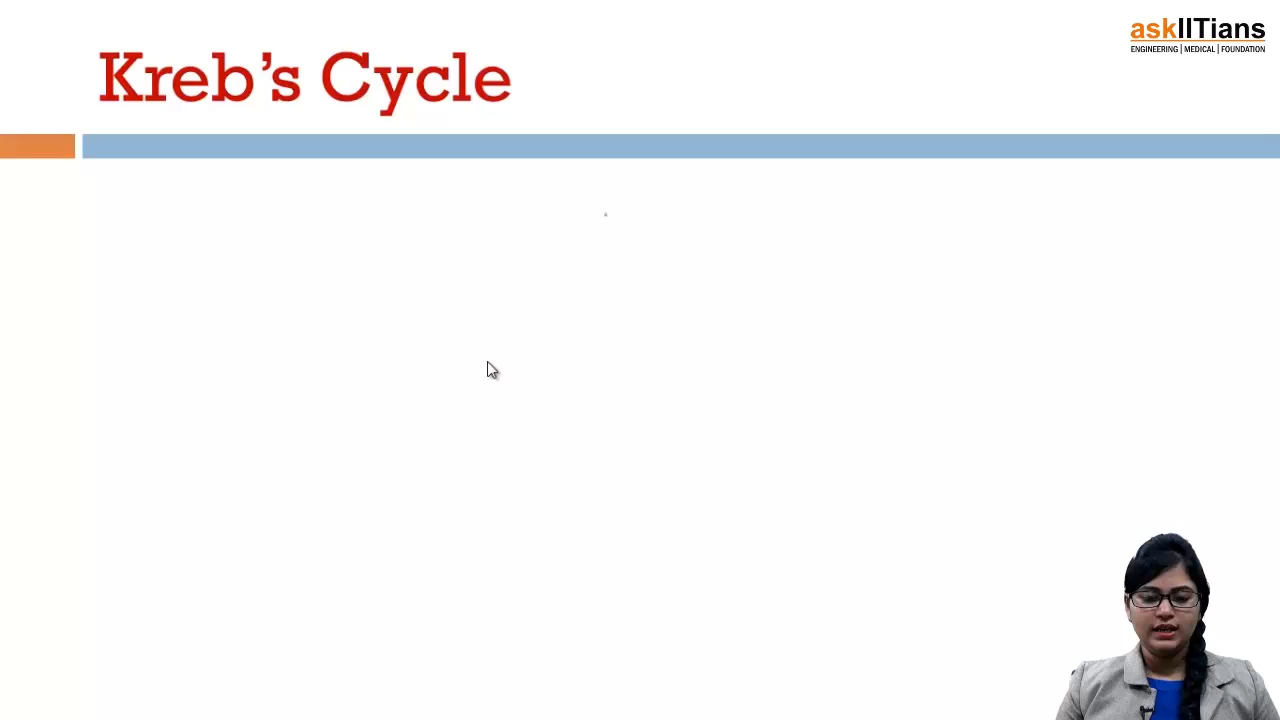 Kreb's Cycle
askIITians
ENGINEERING | MEDICAL | FOUNDATION